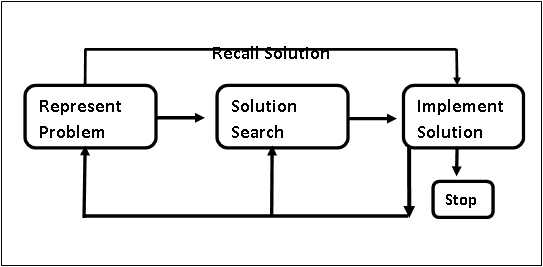 Recall Solution
Represent
Problem
Solution
Search
Implement
Solution
Stop